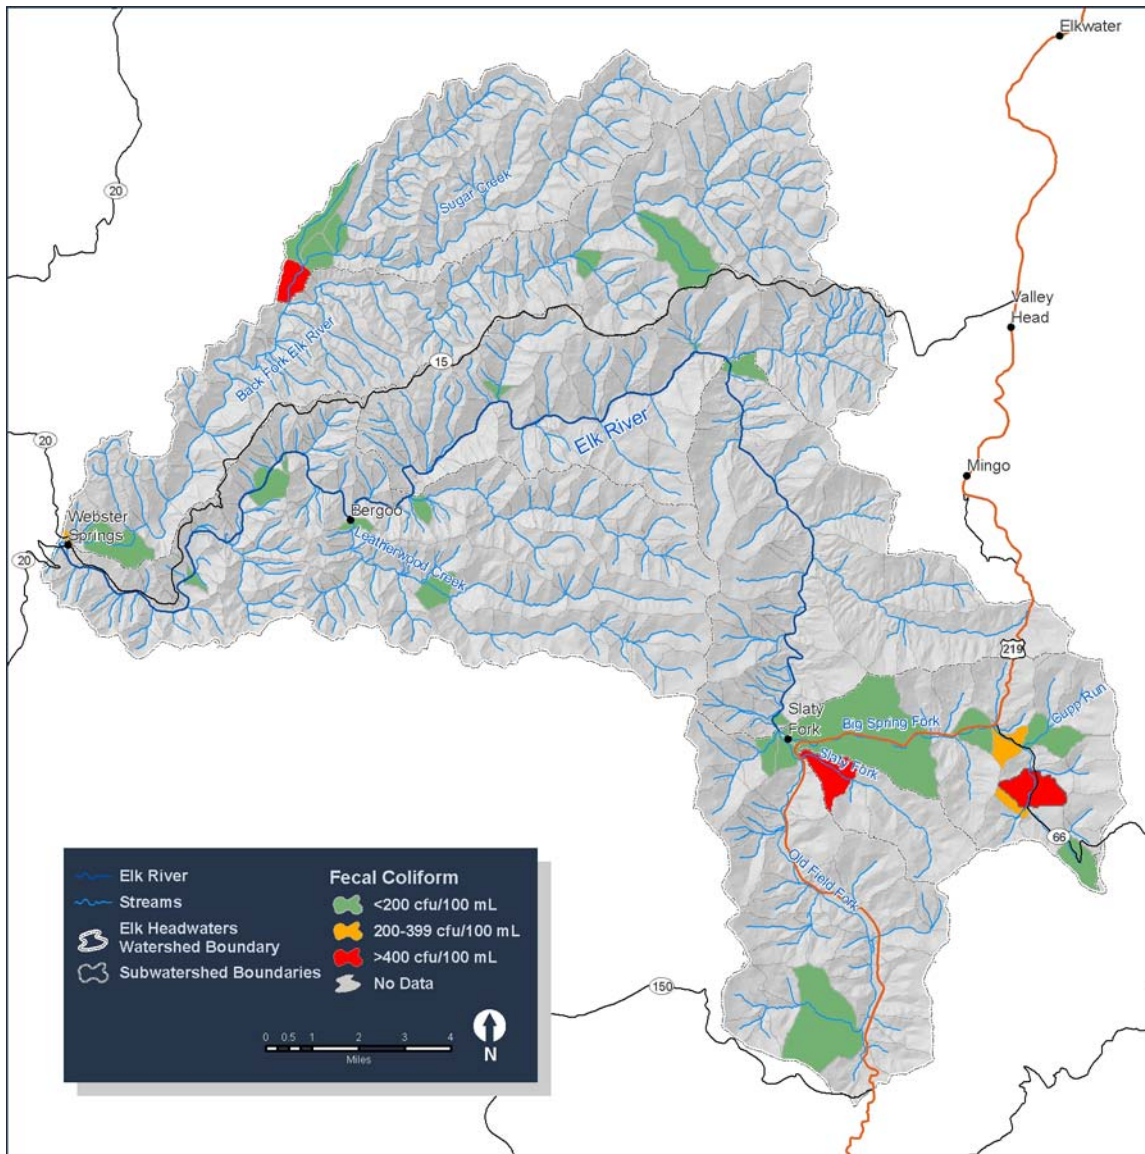 Elkwater
20
Sugar Creek
Valley
Head
Back Fork Elk River
15
Elk River
20
Mingo
Webster
Springs
Bergoo
20
Leatherwood Creek
219
Slaty
Fork
Big Spring Fork
Cupp Run
Slaty Fork
66
Old Field Fork
150
Elk River
Streams
Elk Headwaters
Watershed Boundary
Subwatershed Boundaries
Fecal Coliform
<200 cfu/100 mL
200-399 cfu/100 mL
>400 cfu/100 mL
No Data
0 0.5 1 2 3 4
Miles
N